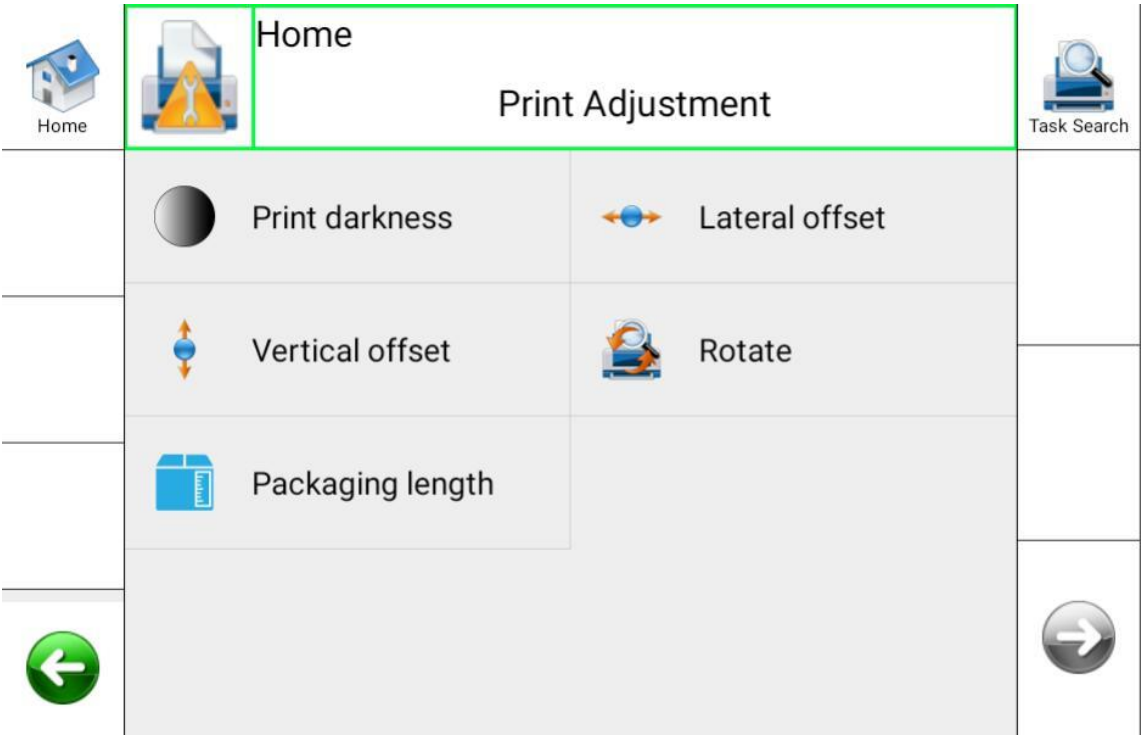 Home
Home
Print Adjustment
Task Search
Print darkness
Lateral offset
Vertical offset
Rotate
Packaging length